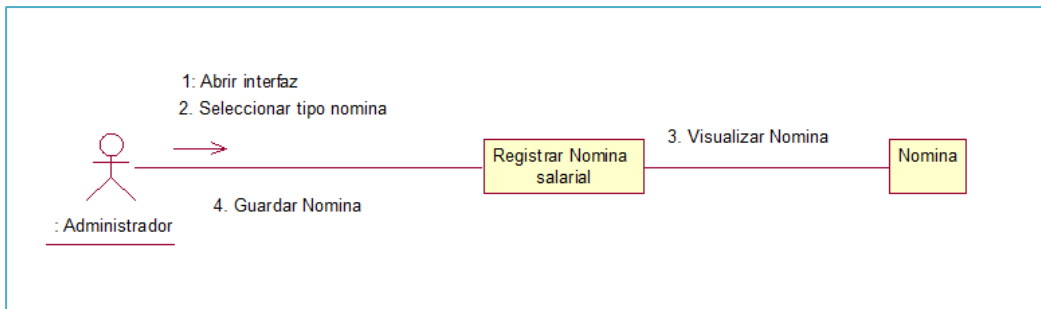 1: Abrir interfaz
2. Seleccionar tipo nomina
3. Visualizar Nomina
Registrar Nomina
salarial
Nomina
4. Guardar Nomina
: Administrador